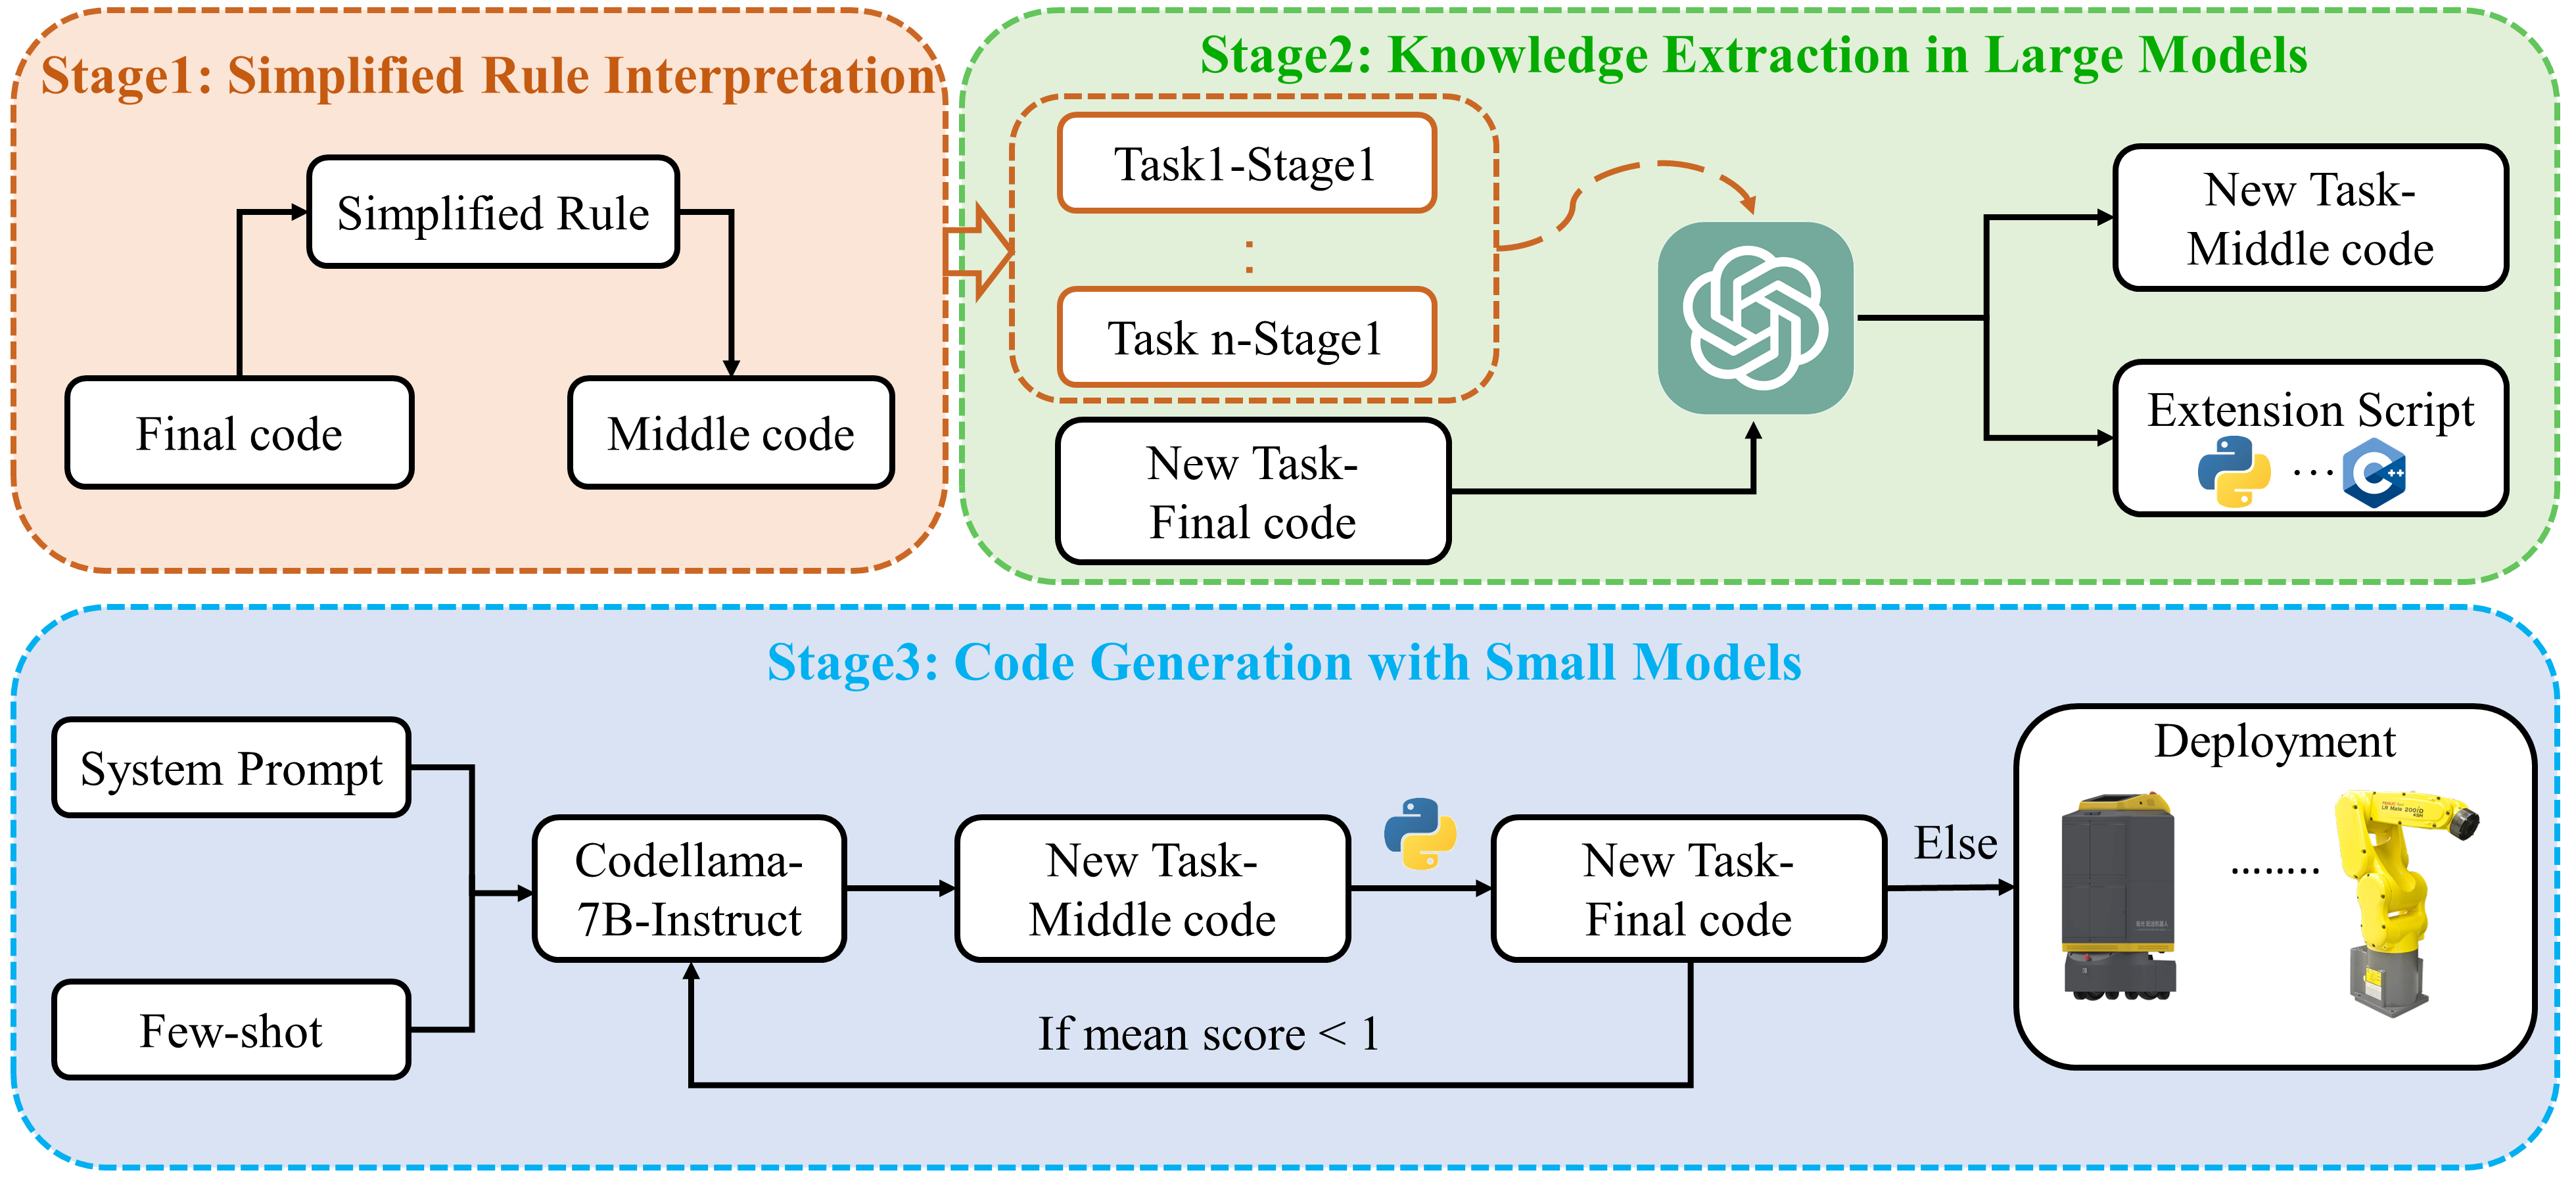 Stage1: Simplified Rule Interpretation
Simplified Rule
Final code
Middle code
Stage2: Knowledge Extraction in Large Models
Task1-Stage1
:
Task n-Stage1
New Task-
Final code
New Task-
Middle code
Extension Script
...
C++
Stage3: Code Generation with Small Models
System Prompt
Few-shot
Codellama-
7B-Instruct
New Task-
Middle code
New Task-
Final code
If mean score < 1
Else
Deployment
........
LR Mate 200iD